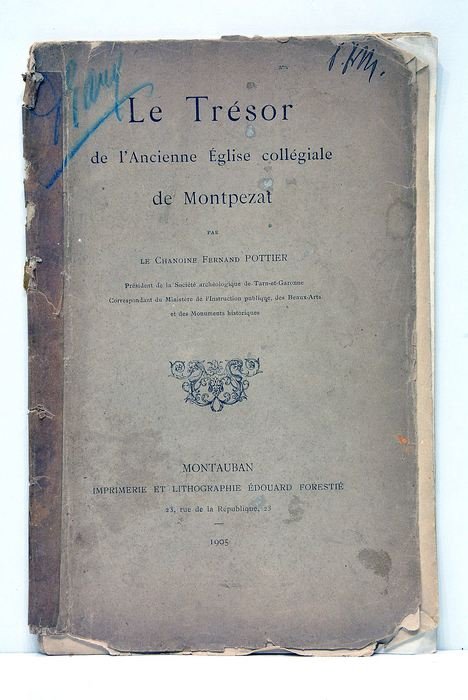 Le Trésor
de l'Ancienne Église collégiale
de Montpezat
PAR
LE CHANOINE FERNAND POTTIER
Président de la Société archéologique de Tarn-et-Garonne
Correspondant du Ministère de l'Instruction publique, des Beaux-Arts
et des Monuments historiques
MONTAUBAN
IMPRIMERIE ET LITHOGRAPHIE ÉDOUARD FORESTIÉ
23, rue de la République, 23
1905